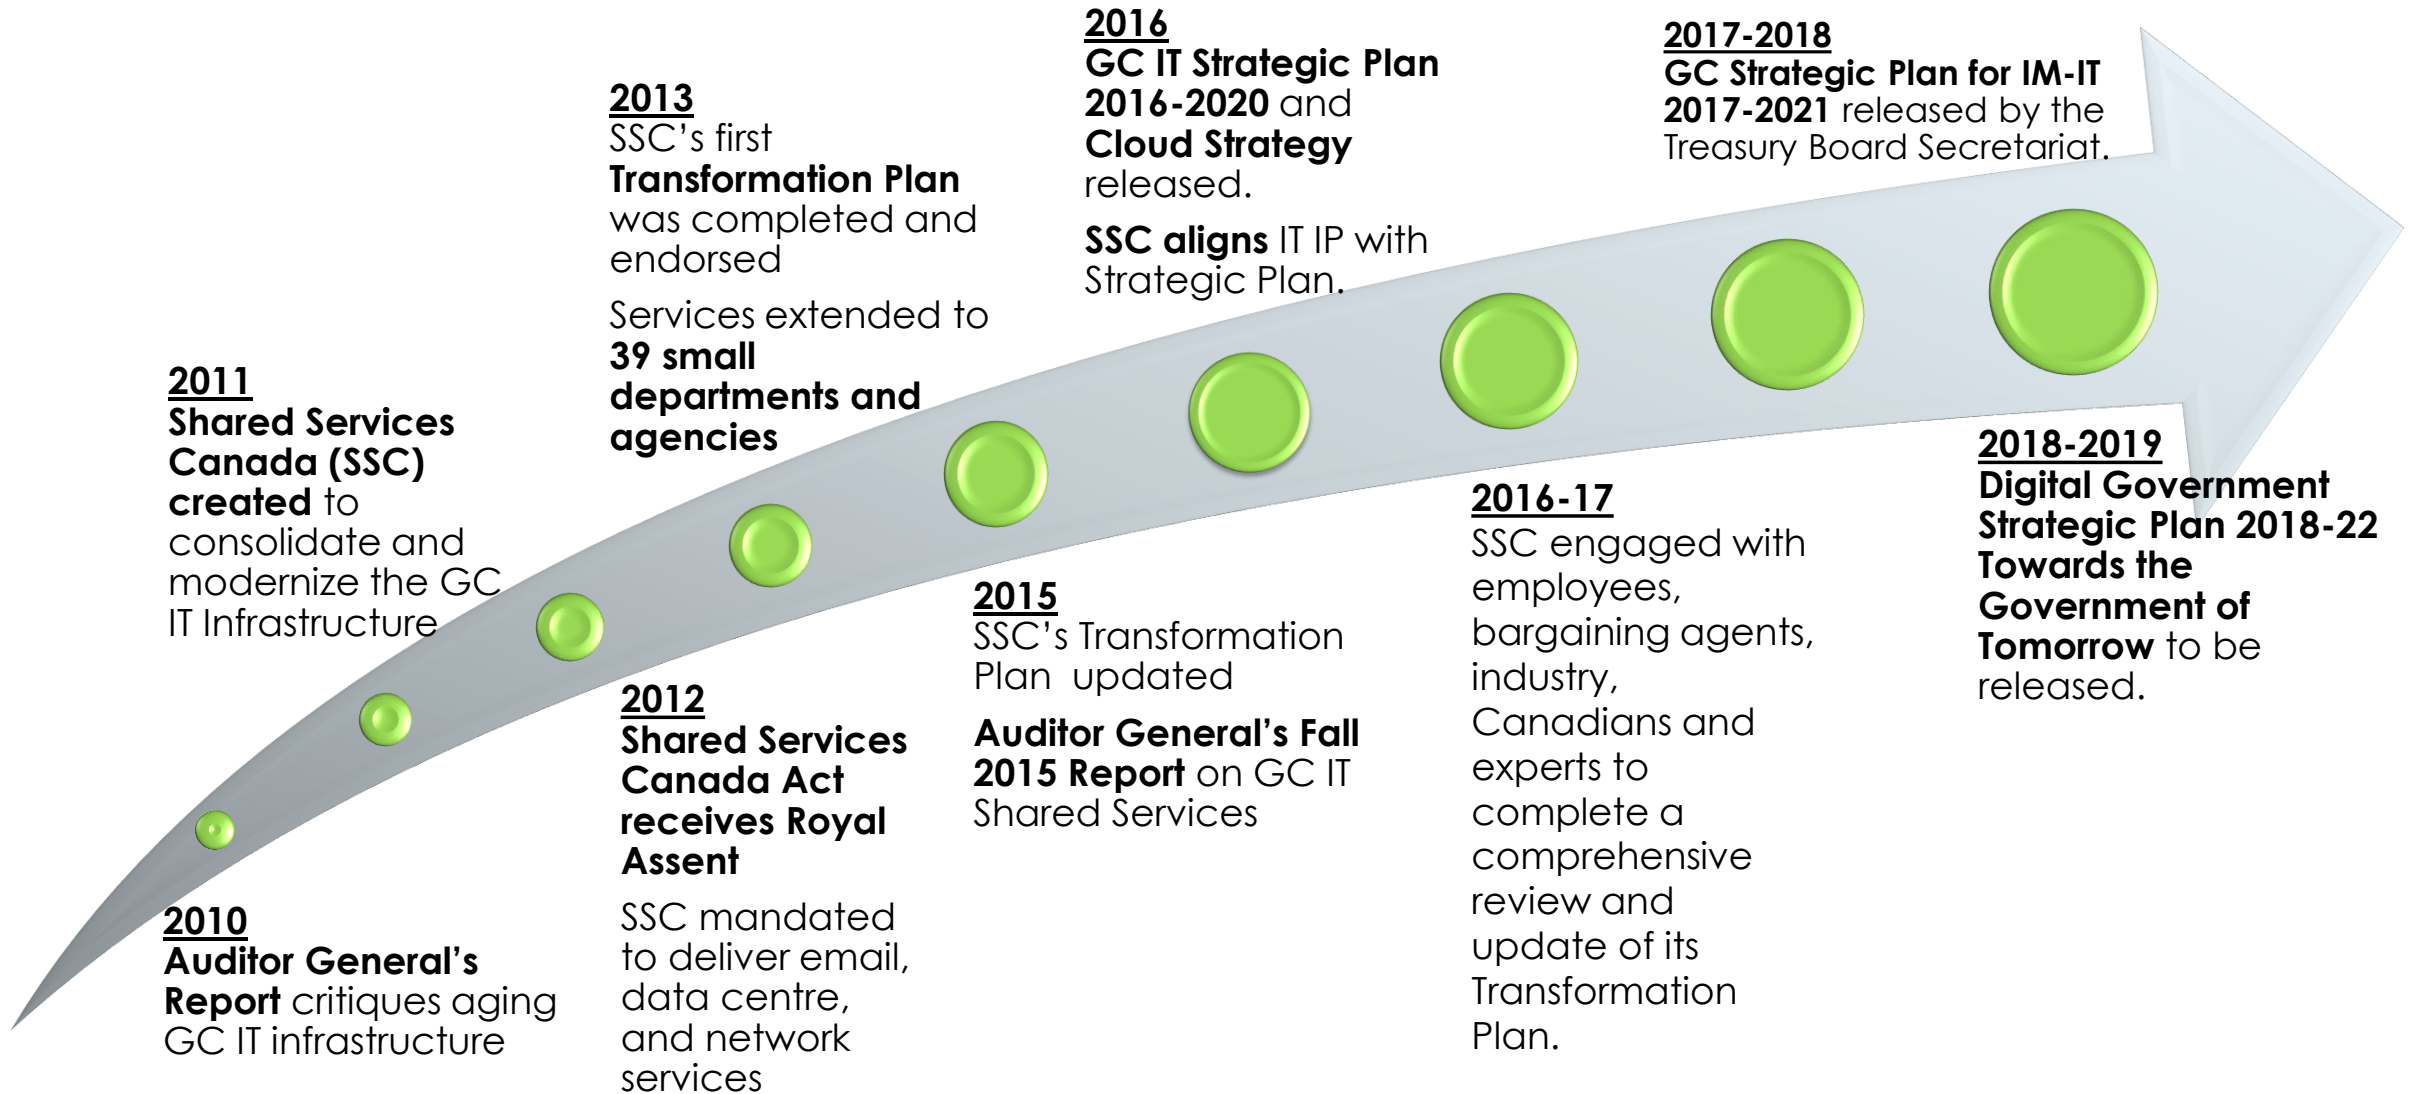 2010
Auditor General's
Report critiques aging
GC IT infrastructure
2011
Shared Services
Canada (SSC)
created to
consolidate and
modernize the GC
IT Infrastructure
2012
Shared Services
Canada Act
receives Royal
Assent
SSC mandated
to deliver email,
data centre,
and network
services
2013
SSC's first
Transformation Plan
was completed and
endorsed
Services extended to
39 small
departments and
agencies
2015
SSC's Transformation
Plan  updated
Auditor General's Fall
2015 Report on GC IT
Shared Services
2016
GC IT Strategic Plan
2016-2020 and
Cloud Strategy
released.
SSC aligns IT IP with
Strategic Plan.
2016-17
SSC engaged with
employees,
bargaining agents,
industry,
Canadians and
experts to
complete a
comprehensive
review and
update of its
Transformation
Plan.
2017-2018
GC Strategic Plan for IM-IT
2017-2021 released by the
Treasury Board Secretariat.
2018-2019
Digital Government
Strategic Plan 2018-22
Towards the
Government of
Tomorrow to be
released.